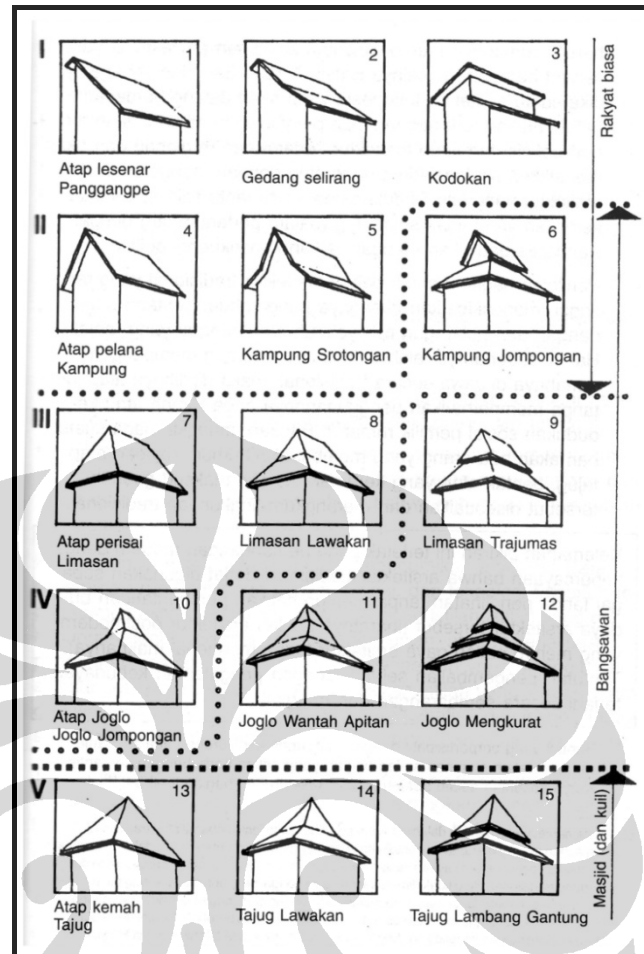 I
1
2
3
Atap lesenar
Panggangpe
Gedang selirang
Kodokan
Rakyat biasa
II
4
5
6
Atap pelana
Kampung
Kampung Srotongan
Kampung Jompongan
III
7
8
9
Atap perisai
Limasan
Limasan Lawakan
Limasan Trajumas
IV
10
11
12
Atap Joglo
Joglo Jompongan
Joglo Wantah Apitan
Joglo Mengkurat
Bangsawan
V
13
14
15
Atap kemah
Tajug
Tajug Lawakan
Tajug Lambang Gantung
Masjid (dan kuil)